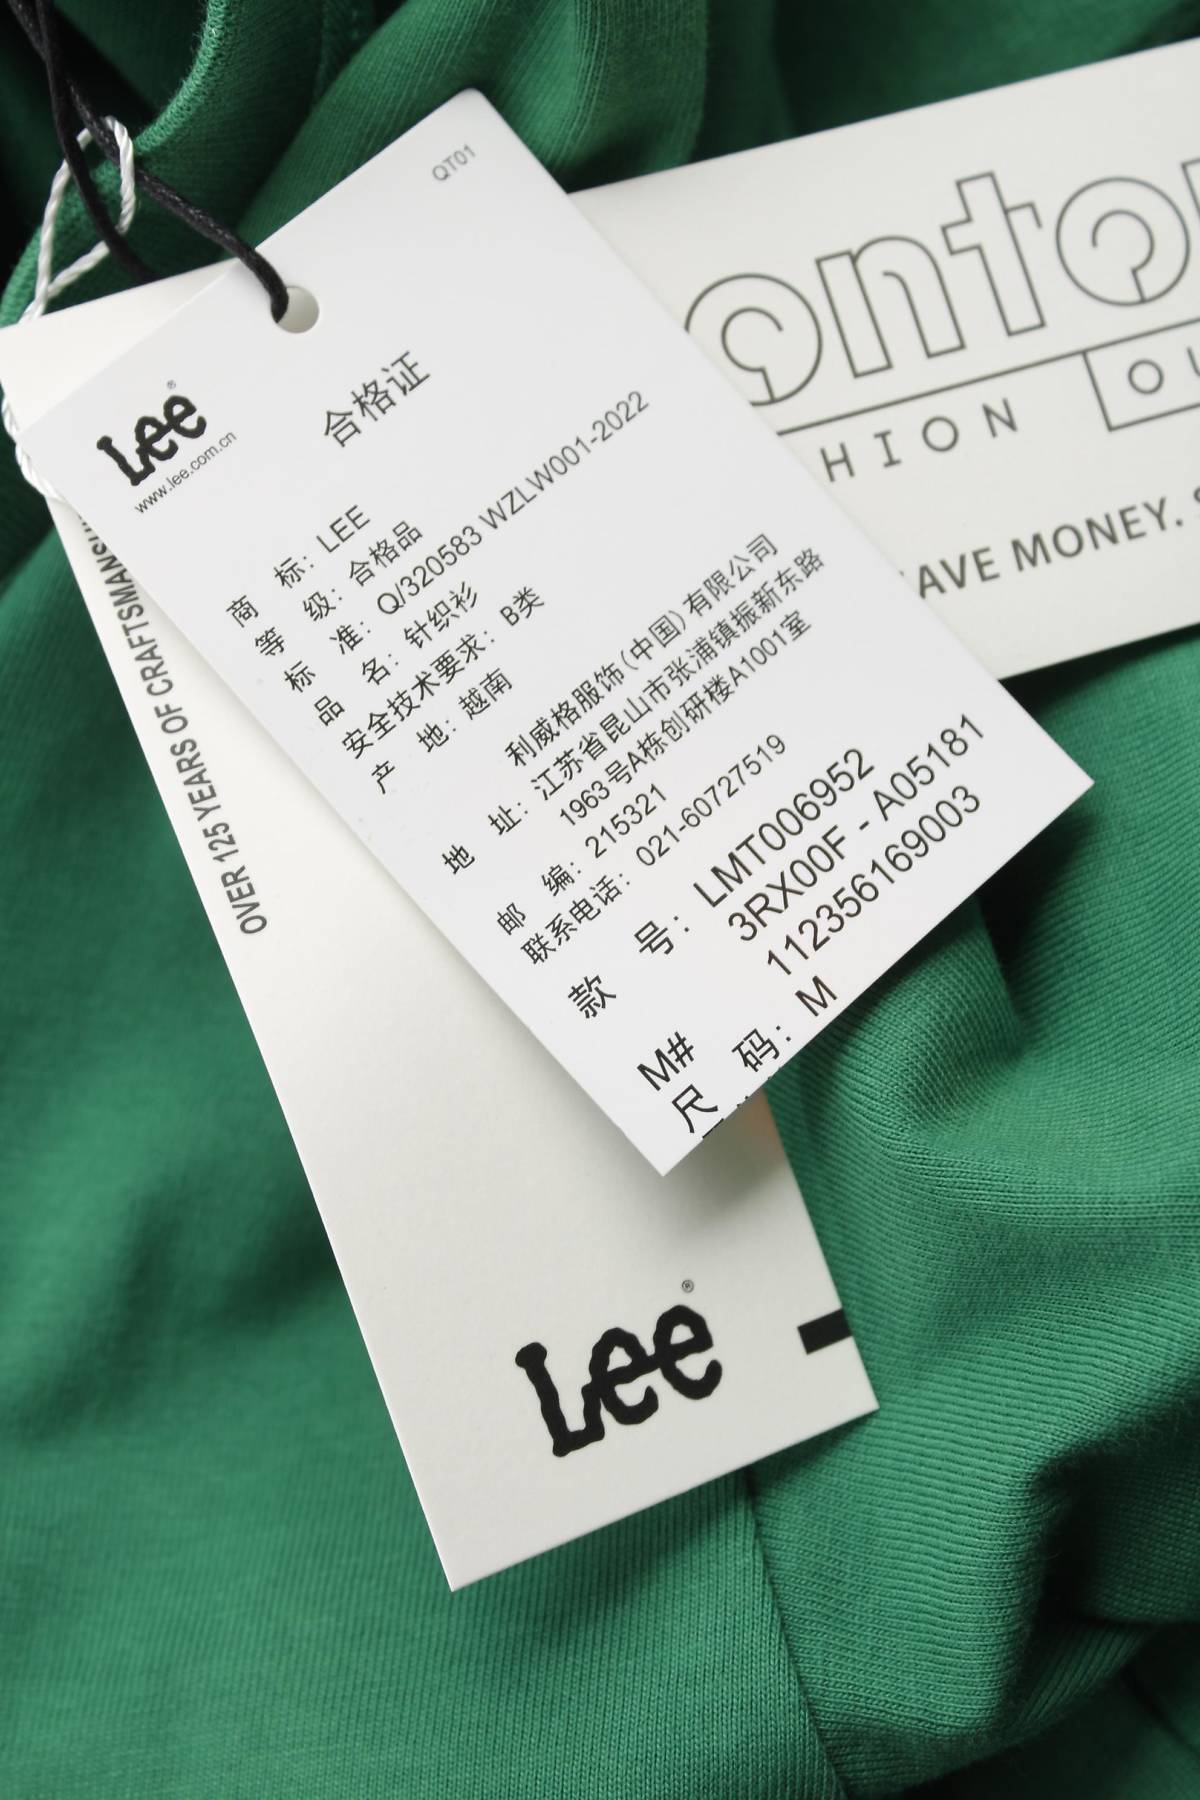 QT01
Lee®
www.lee.com.cn
合格证
商 标: LEE
等 级: 合格品
标 准: Q/320583 WZLW001-2022
品 名: 针织衫
安全技术要求: B类
产 地: 越南
利威格服饰(中国)有限公司
地 址: 江苏省昆山市张浦镇振新东路
1963号A栋创研楼A1001室
邮 编: 215321
联系电话: 021-60727519
款 号: LMT006952
3RX00F - A05181
M# 112356169003
尺 码: M
OVER 125 YEARS OF CRAFTSMANSH
Lee®
onto
HION OU
AVE MONEY.